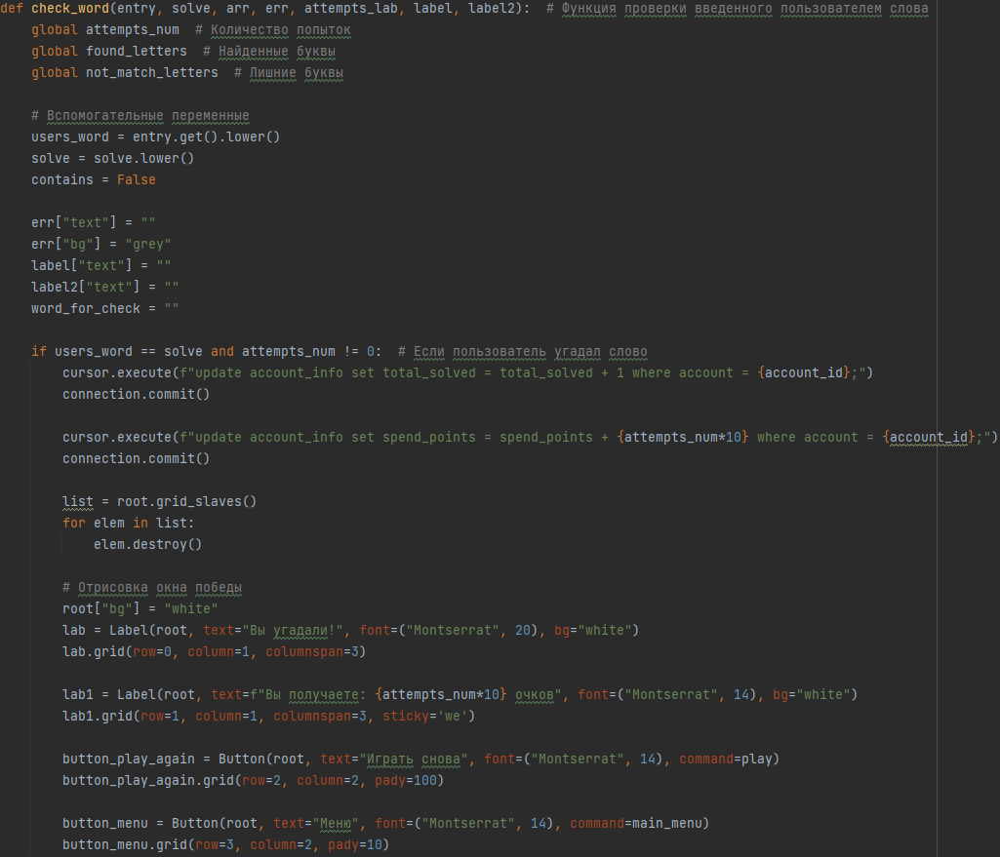 def check_word(entry, solve, arr, err, attempts_lab, label, label2):  # Функция проверки введенного пользователем слова
    global attempts_num  # Количество попыток
    global found_letters  # Найденные буквы
    global not_match_letters  # Лишние буквы

    # Вспомогательные переменные
    users_word = entry.get().lower()
    solve = solve.lower()
    contains = False

    err["text"] = ""
    err["bg"] = "grey"
    label["text"] = ""
    label2["text"] = ""
    word_for_check = ""

    if users_word == solve and attempts_num != 0:  # Если пользователь угадал слово
        cursor.execute(f"update account_info set total_solved = total_solved + 1 where account = {account_id};")
        connection.commit()

        cursor.execute(f"update account_info set spend_points = spend_points + {attempts_num*10} where account = {account_id};")
        connection.commit()

        list = root.grid_slaves()
        for elem in list:
            elem.destroy()

        # Отрисовка окна победы
        root["bg"] = "white"
        lab = Label(root, text="Вы угадали!", font=("Montserrat", 20), bg="white")
        lab.grid(row=0, column=1, columnspan=3)

        lab1 = Label(root, text=f"Вы получаете: {attempts_num*10} очков", font=("Montserrat", 14), bg="white")
        lab1.grid(row=1, column=1, columnspan=3, sticky='we')

        button_play_again = Button(root, text="Играть снова", font=("Montserrat", 14), command=play)
        button_play_again.grid(row=2, column=2, pady=100)

        button_menu = Button(root, text="Меню", font=("Montserrat", 14), command=main_menu)
        button_menu.grid(row=3, column=2, pady=10)